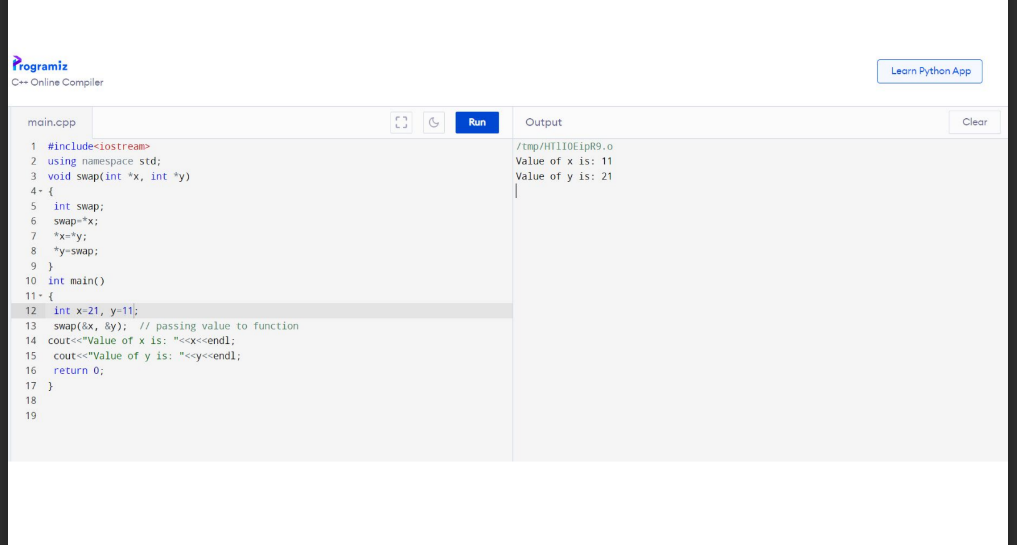 Programiz
C++ Online Compiler
Learn Python App
main.cpp
Run
Output
Clear
1 #include<iostream>
2 using namespace std;
3 void swap(int *x, int *y)
4 {
5 int swap;
6 swap=*x;
7 *x=*y;
8 *y=swap;
9 }
10 int main()
11 {
12 int x=21, y=11;
13 swap(&x, &y); // passing value to function
14 cout<<"Value of x is: "<<x<<endl;
15 cout<<"Value of y is: "<<y<<endl;
16 return 0;
17 }
18
19
/tmp/HTlIOEipR9.o
Value of x is: 11
Value of y is: 21